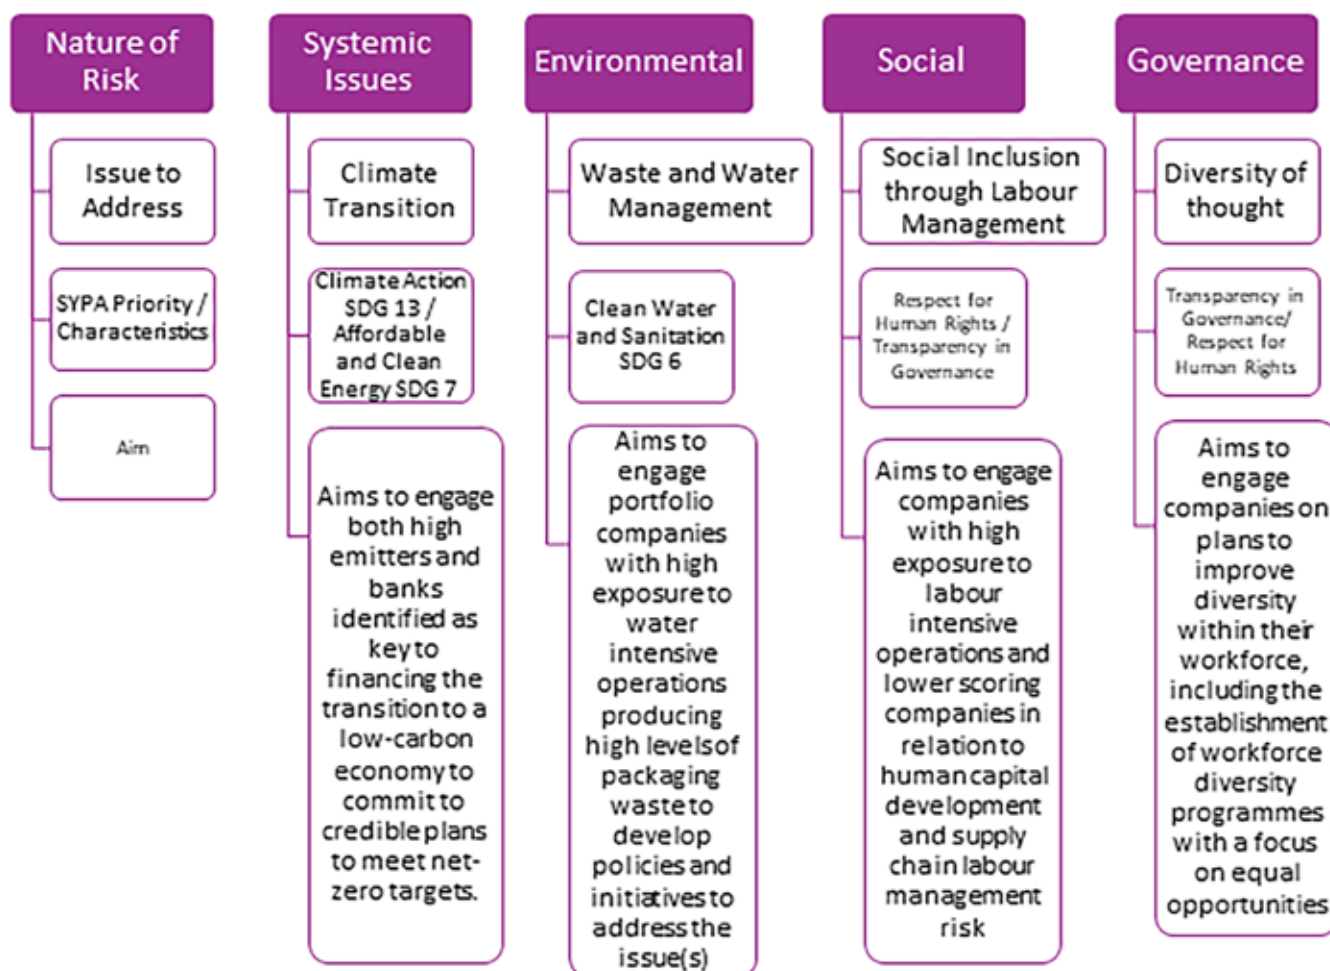 Nature of
Risk
Issue to
Address
SYPA Priority /
Characteristics
Aim
Systemic
Issues
Climate
Transition
Climate Action
SDG 13 /
Affordable
and Clean
Energy SDG 7
Aims to engage
both high
emitters and
banks
identified as
key to
financing the
transition to a
low-carbon
economy to
commit to
credible plans
to meet net-
zero targets.
Environmental
Waste and Water
Management
Clean Water
and Sanitation
SDG 6
Aims to
engage
portfolio
companies
with high
exposure to
water
intensive
operations
producing
high levels of
packaging
waste to
develop
policies and
initiatives to
address the
issue(s)
Social
Social Inclusion
through Labour
Management
Respect for
Human Rights /
Transparency in
Governance
Aims to engage
companies
with high
exposure to
labour
intensive
operations and
lower scoring
companies in
relation to
human capital
development
and supply
chain labour
management
risk
Governance
Diversity of
thought
Transparency in
Governance/
Respect for
Human Rights
Aims to
engage
companies on
plans to
improve
diversity
within their
workforce,
including the
establishment
of workforce
diversity
programmes
with a focus
on equal
opportunities